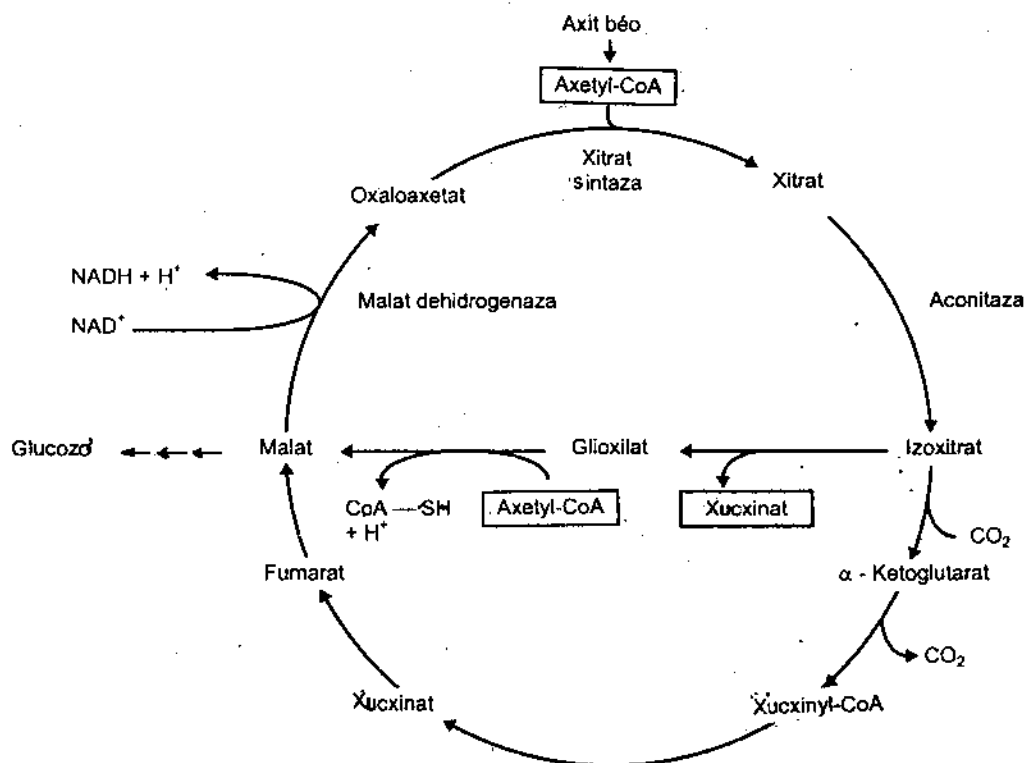 Axit béo
Axetyl-CoA
Xitrat
sintaza
Oxaloaxetat
Xitrat
NADH + H⁺
NAD⁺
Malat dehidrogenaza
Aconitaza
Glucozơ
Malat
Glioxilat
Izoxitrat
CoA — SH
+ H⁺
Axetyl-CoA
Xucxinat
CO₂
Fumarat
α - Ketoglutarat
CO₂
Xucxinat
Xucxinyl-CoA